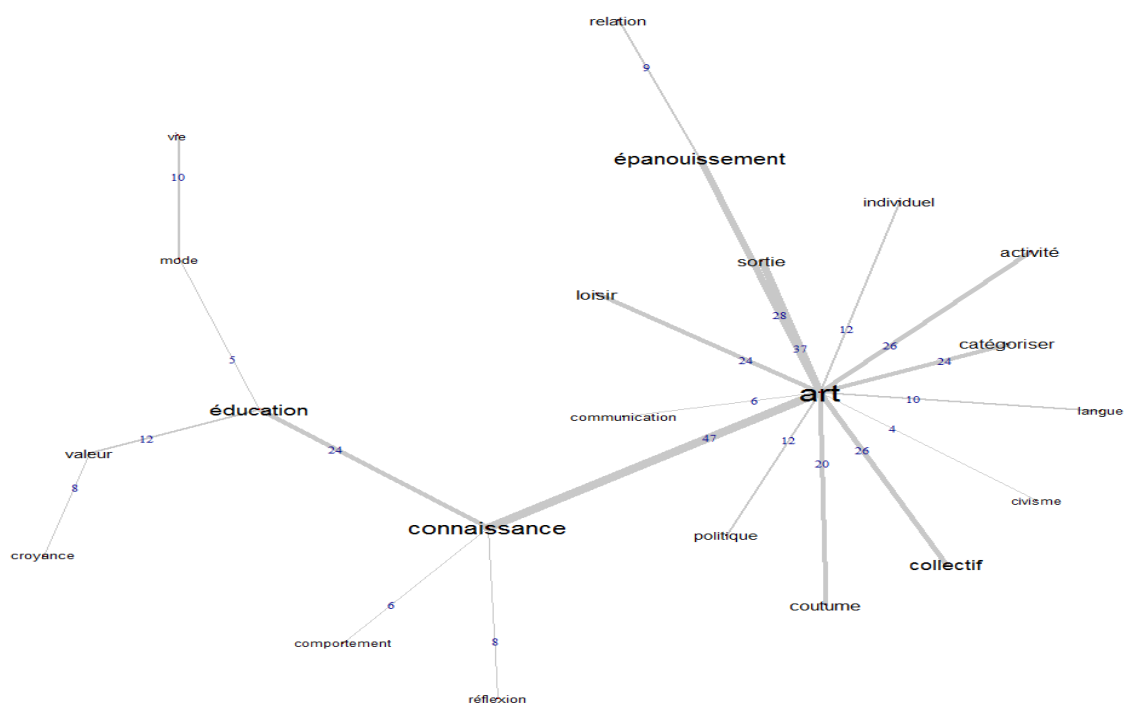 relation
9
vie
épanouissement
10
individuel
activité
mode
sortie
loisir
28
12
37
26
catégoriser
5
24
24
art
10
langue
6
communication
éducation
4
12
24
47
12
20
26
valeur
8
civisme
connaissance
politique
croyance
collectif
6
coutume
comportement
8
réflexion